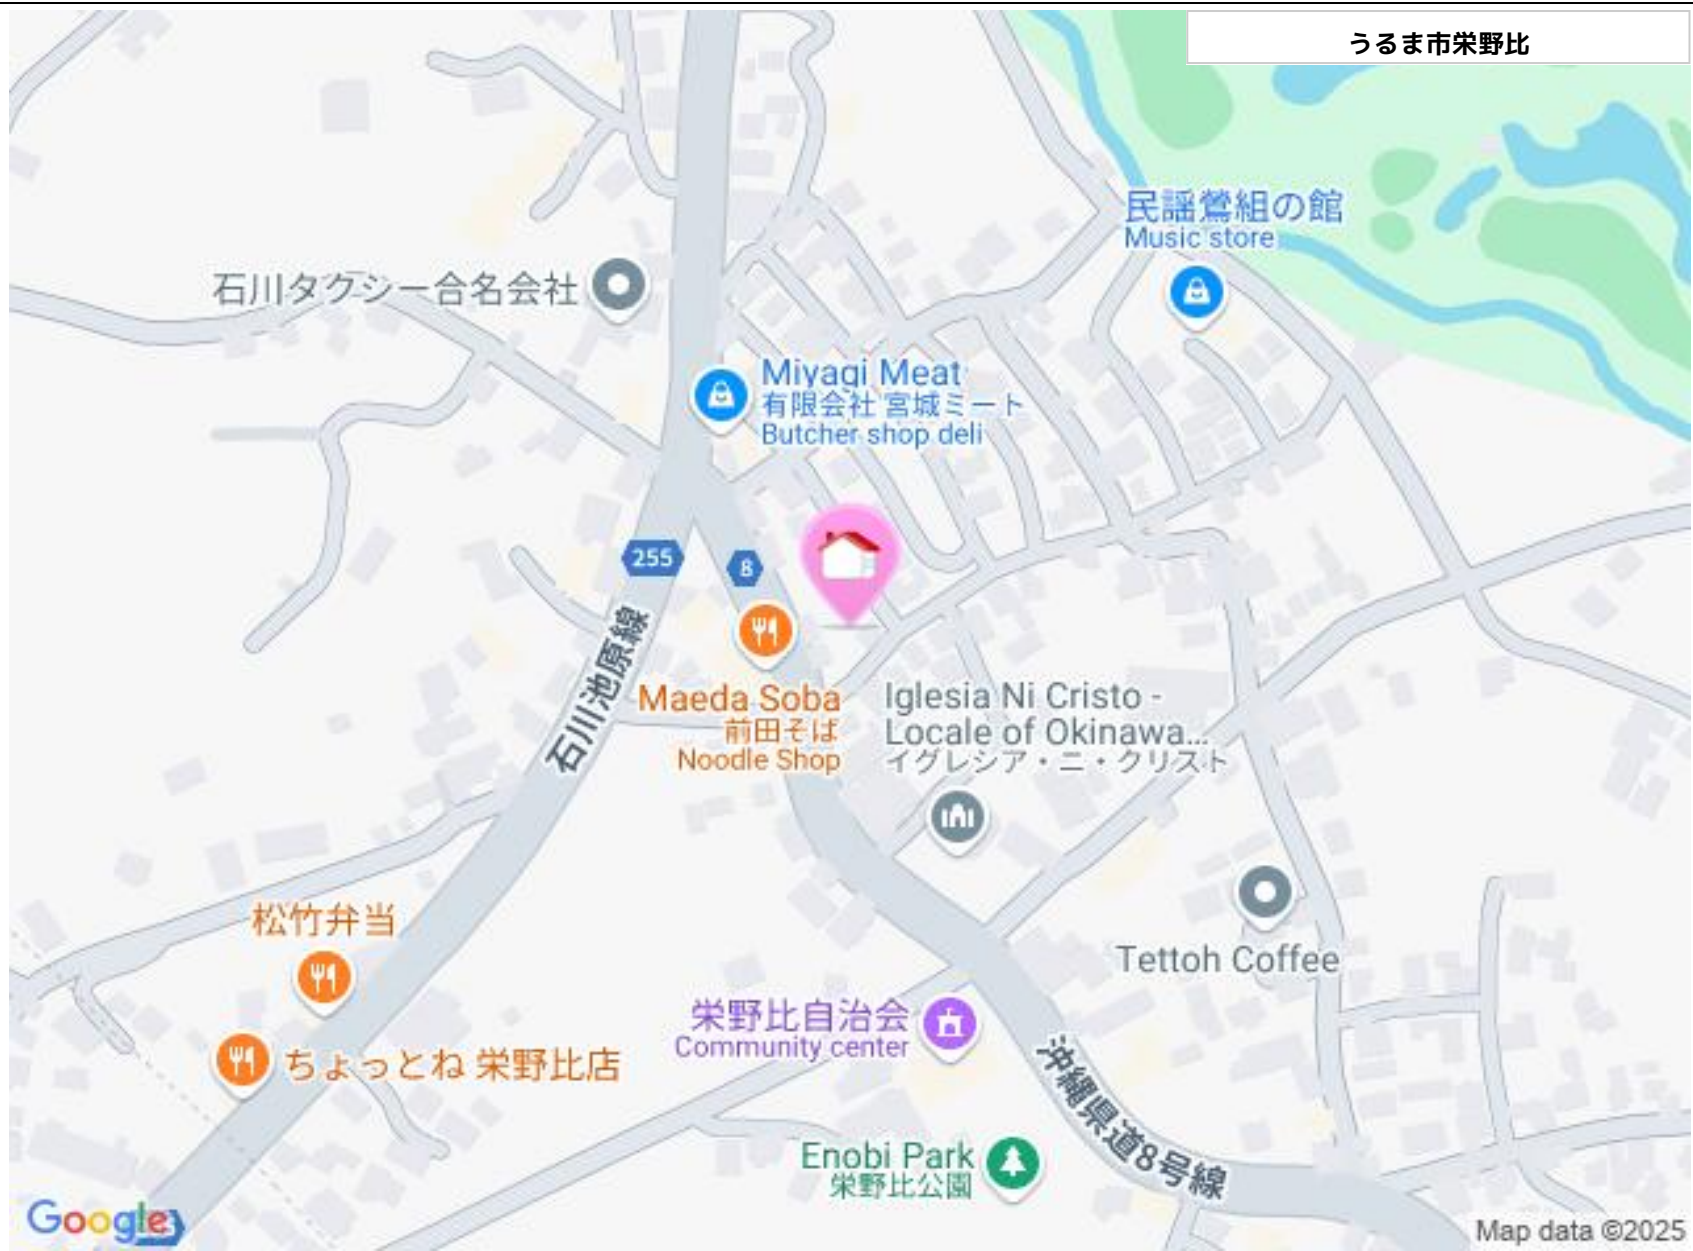 うるま市栄野比
民謡鶯組の館
Music store
石川タクシー合名会社
Miyagi Meat
有限会社 宮城ミート
Butcher shop deli
255
8
石川池原線
Maeda Soba
前田そば
Noodle Shop
Iglesia Ni Cristo -
Locale of Okinawa...
イグレシア・ニ・クリスト
松竹弁当
Tettoh Coffee
栄野比自治会
Community center
ちょっとね 栄野比店
沖縄県道8号線
Enobi Park
栄野比公園
Google
Map data ©2025